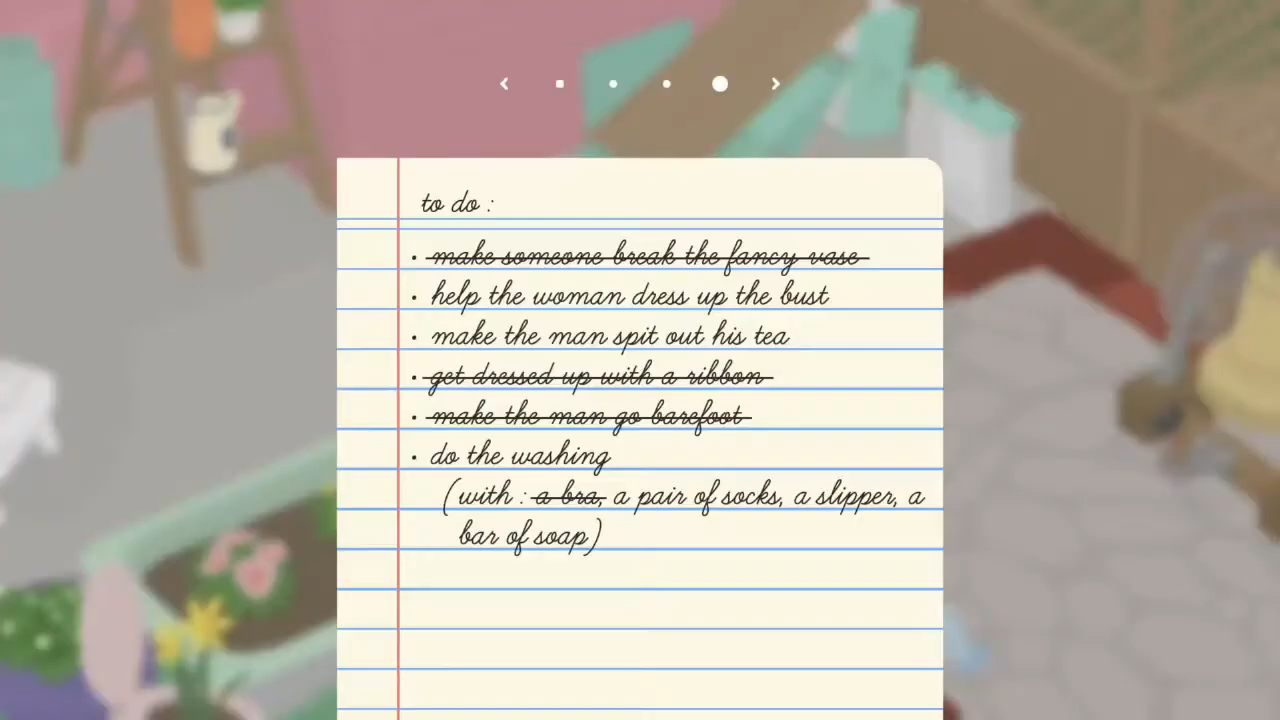 to do :
• make someone break the fancy vase
• help the woman dress up the bust
• make the man spit out his tea
• get dressed up with a ribbon
• make the man go barefoot
• do the washing
(with : a bra, a pair of socks, a slipper, a
bar of soap)